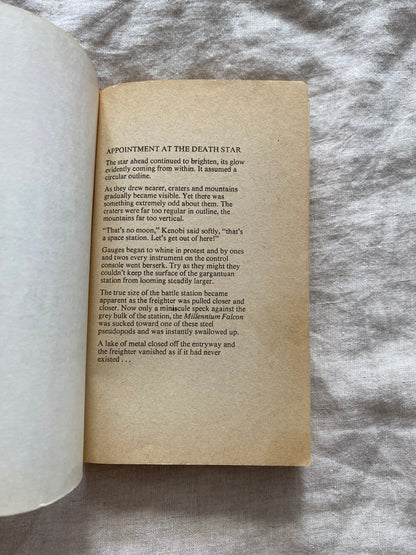 APPOINTMENT AT THE DEATH STAR
The star ahead continued to brighten, its glow
evidently coming from within. It assumed a
circular outline.
As they drew nearer, craters and mountains
gradually became visible. Yet there was
something extremely odd about them. The
craters were far too regular in outline, the
mountains far too vertical.
“That’s no moon,” Kenobi said softly, “that’s
a space station. Let’s get out of here!”
Gauges began to whine in protest and by ones
and twos every instrument on the control
console went berserk. Try as they might they
couldn’t keep the surface of the gargantuan
station from looming steadily larger.
The true size of the battle station became
apparent as the freighter was pulled closer and
closer. Now only a miniscule speck against the
grey bulk of the station, the Millennium Falcon
was sucked toward one of these steel
pseudopods and was instantly swallowed up.
A lake of metal closed off the entryway and
the freighter vanished as if it had never
existed . . .